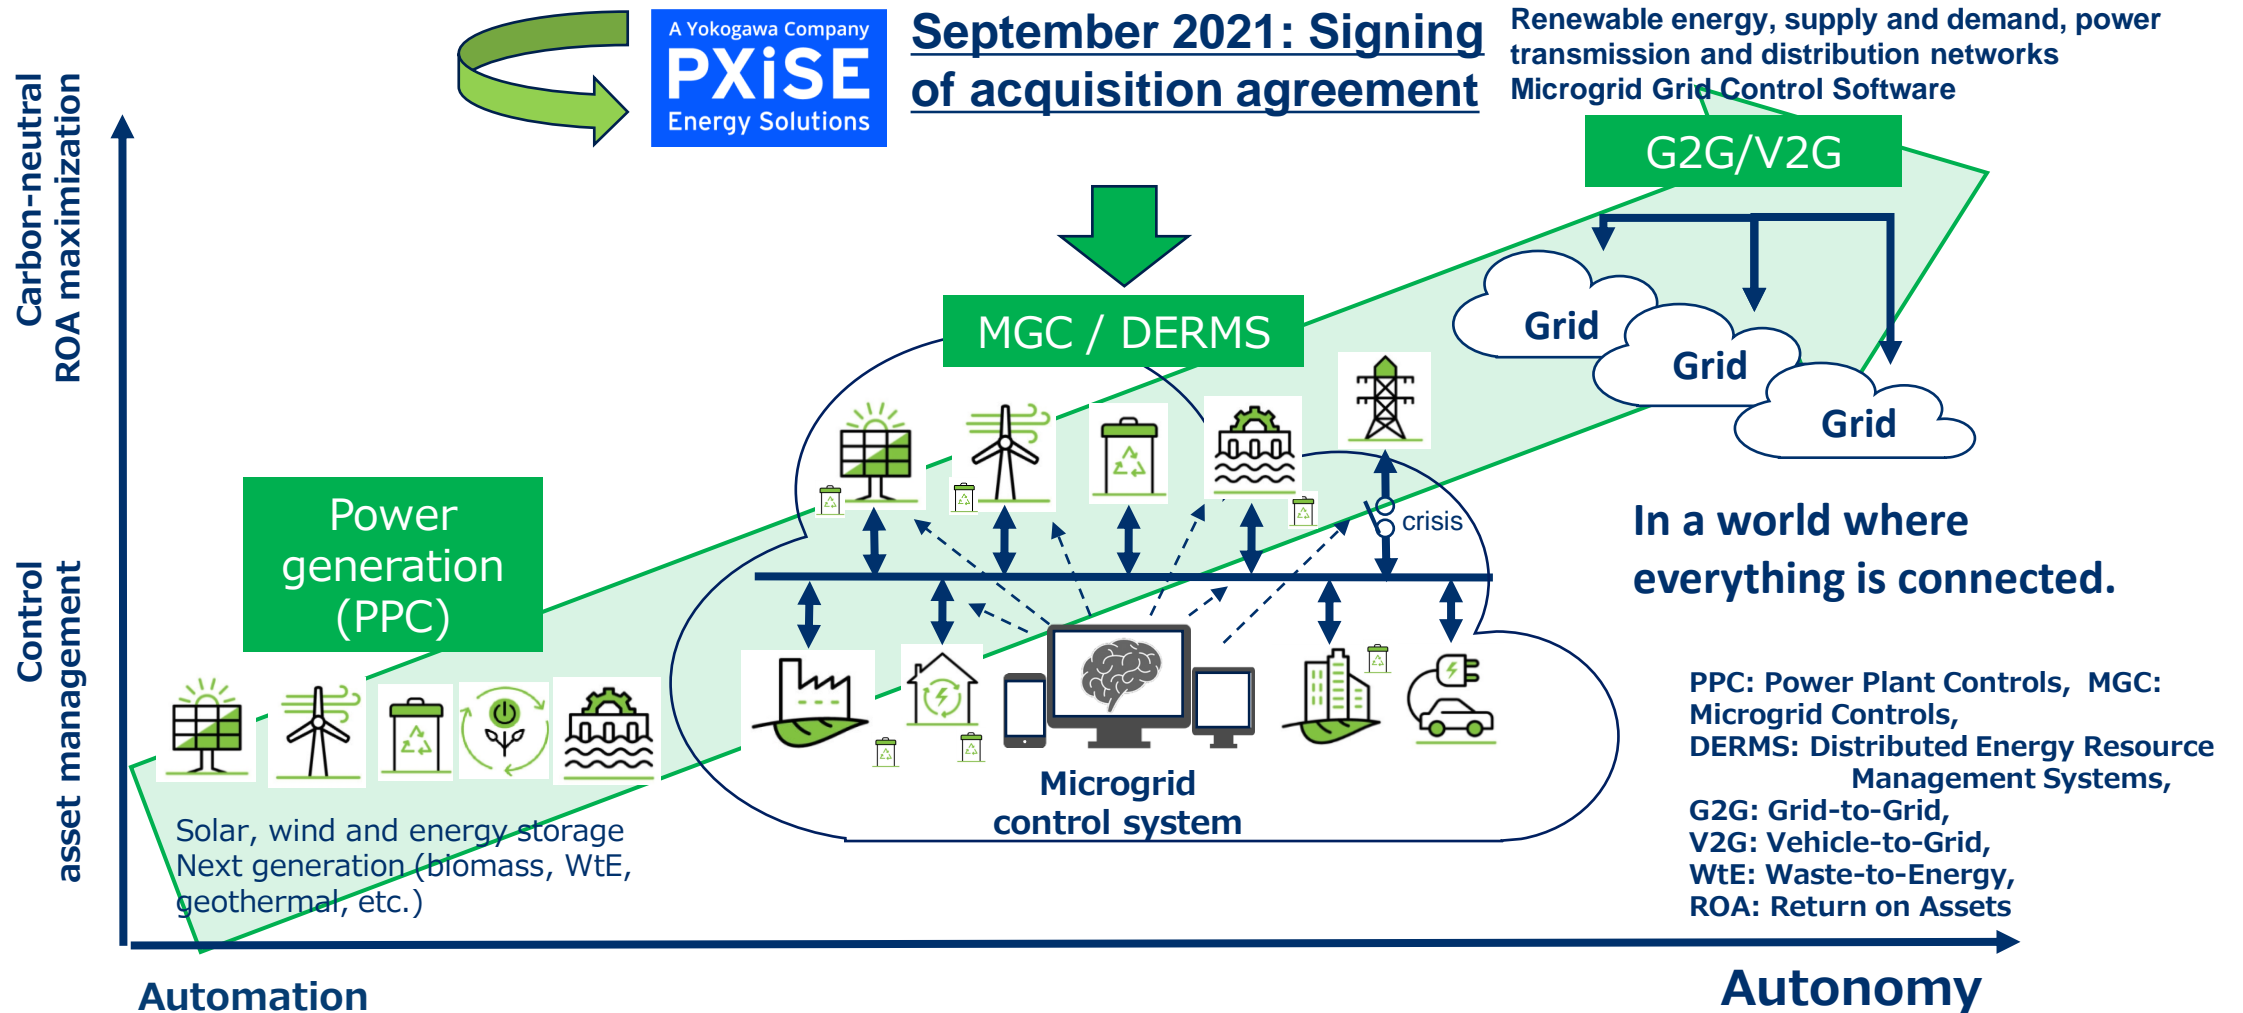 A Yokogawa Company
PXiSE
Energy Solutions
September 2021: Signing
of acquisition agreement
Renewable energy, supply and demand, power
transmission and distribution networks
Microgrid Grid Control Software
Carbon-neutral
ROA maximization
Control
asset management
G2G/V2G
MGC / DERMS
Power
generation
(PPC)
Grid
Grid
Grid
crisis
In a world where
everything is connected.
Microgrid
control system
Solar, wind and energy storage
Next generation (biomass, WtE,
geothermal, etc.)
PPC: Power Plant Controls, MGC:
Microgrid Controls,
DERMS: Distributed Energy Resource
Management Systems,
G2G: Grid-to-Grid,
V2G: Vehicle-to-Grid,
WtE: Waste-to-Energy,
ROA: Return on Assets
Automation
Autonomy